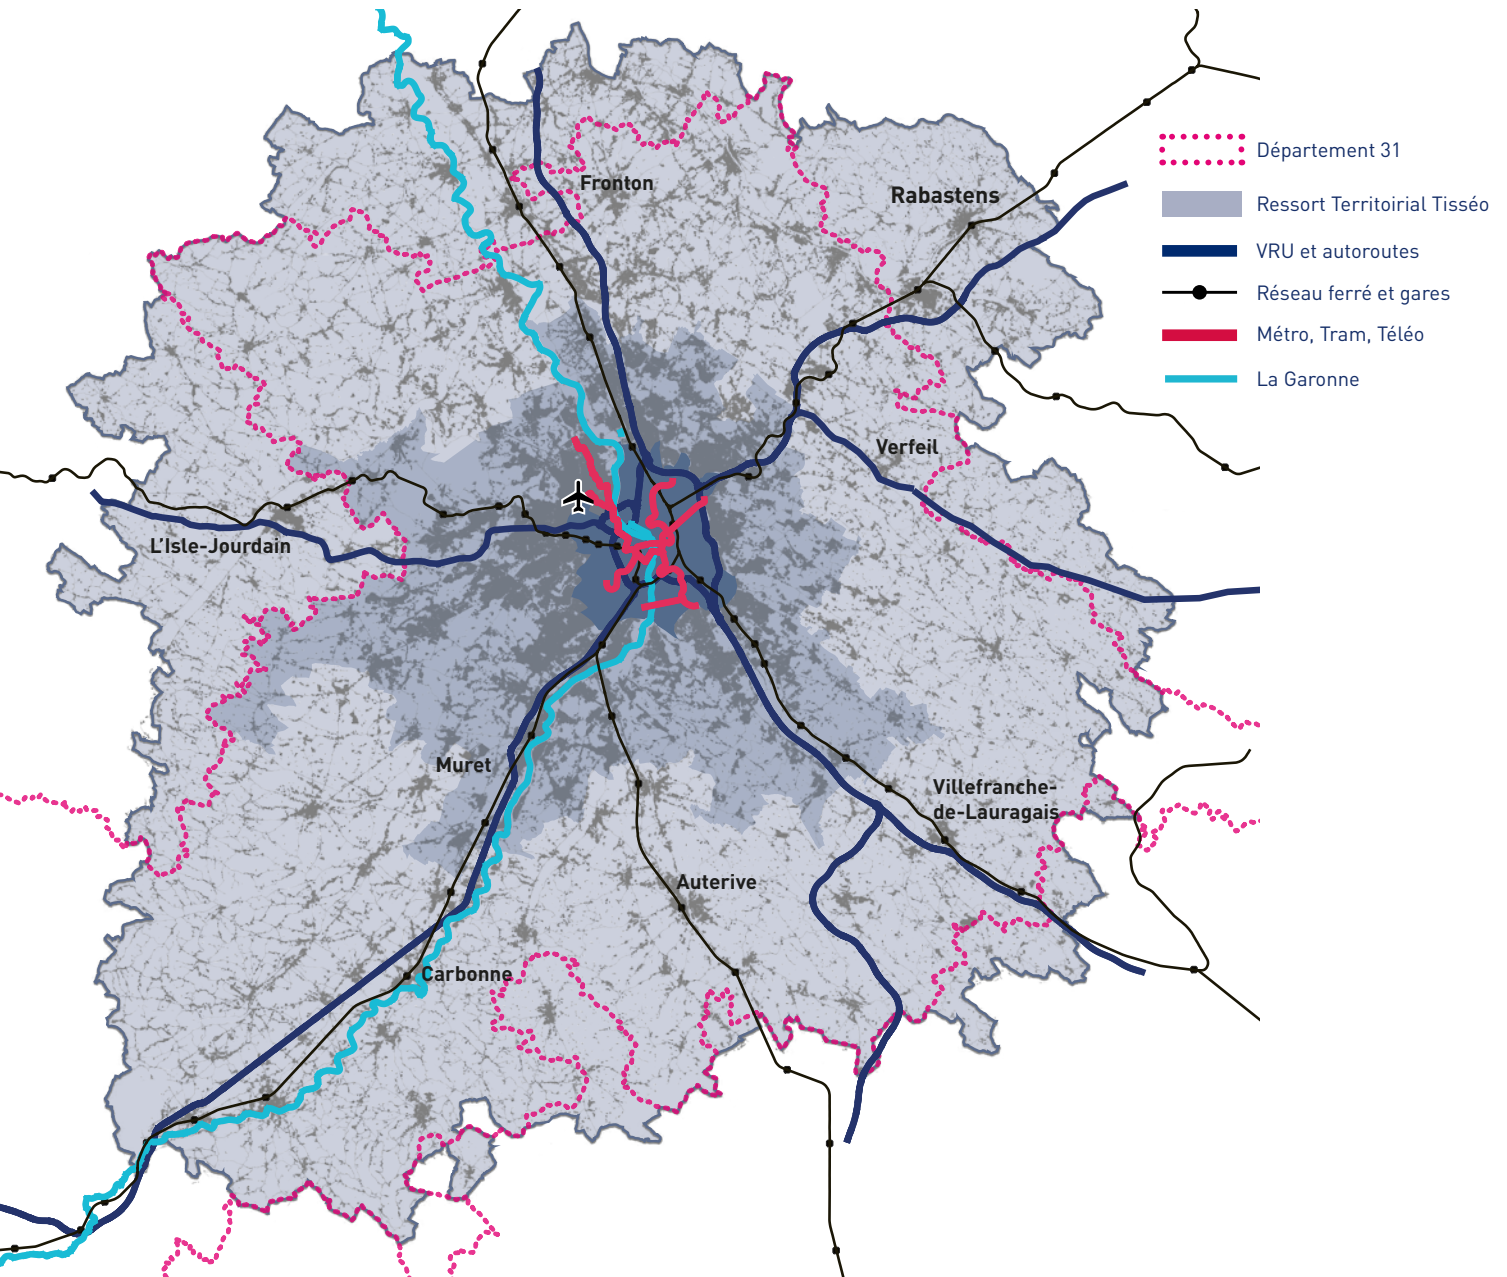 Fronton
Rabastens
Verfeil
L'Isle-Jourdain
Muret
Villefranche-
de-Lauragais
Auterive
Carbonne
Département 31
Ressort Territoirial Tisséo
VRU et autoroutes
Réseau ferré et gares
Métro, Tram, Téléo
La Garonne